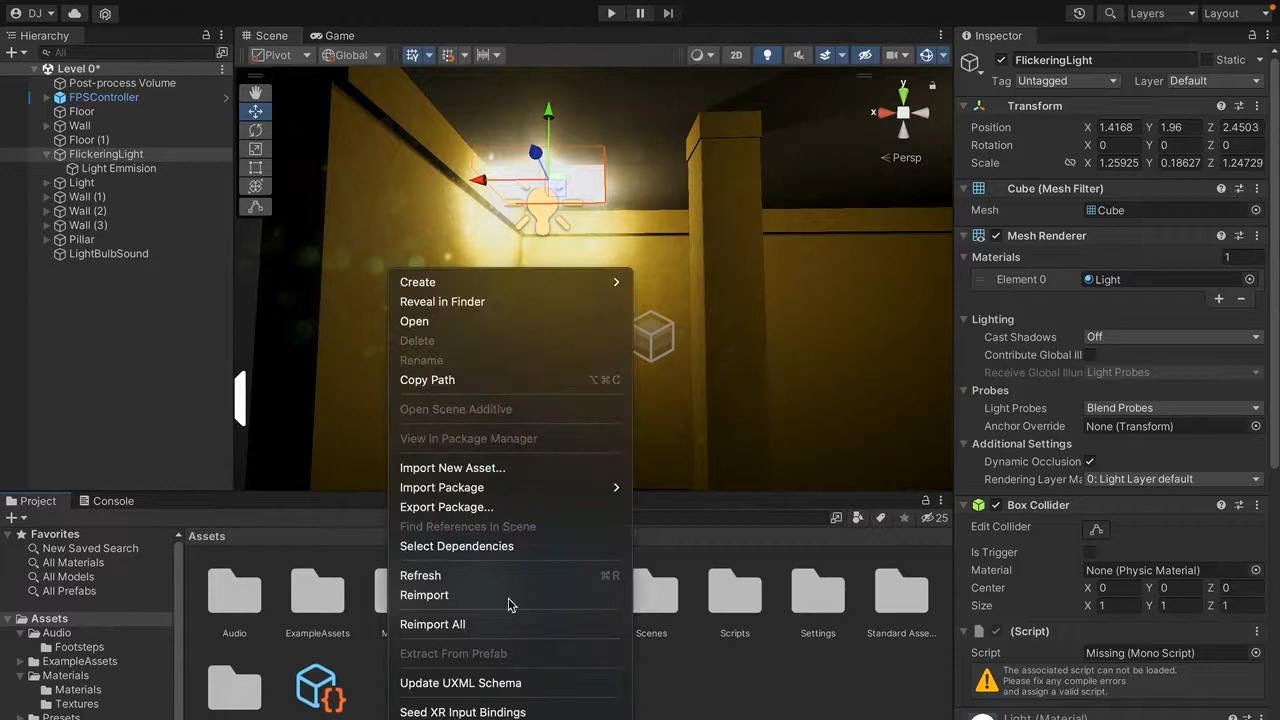 DJ
Layers
Layout
Hierarchy
Scene
Game
Inspector
All
Pivot
Global
2D
FlickeringLight
Static
Tag Untagged
Layer Default
Level 0*
Post-process Volume
FPSController
Floor
Wall
Floor (1)
FlickeringLight
Light Emmision
Light
Wall (1)
Wall (2)
Wall (3)
Pillar
LightBulbSound
y
x
Persp
Transform
Position X 1.4168 Y 1.96 Z 2.4503
Rotation X 0 Y 0 Z 0
Scale X 1.25925 Y 0.18627 Z 1.24729
Cube (Mesh Filter)
Mesh Cube
Mesh Renderer
Materials 1
Element 0 Light
Lighting
Cast Shadows Off
Contribute Global Ill
Receive Global Illun Light Probes
Probes
Light Probes Blend Probes
Anchor Override None (Transform)
Additional Settings
Dynamic Occlusion
Rendering Layer Ma 0: Light Layer default
Box Collider
Edit Collider
Is Trigger
Material None (Physic Material)
Center X 0 Y 0 Z 0
Size X 1 Y 1 Z 1
(Script)
Script Missing (Mono Script)
The associated script can not be loaded.
Please fix any compile errors
and assign a valid script.
Light (Material)
Create
Reveal in Finder
Open
Delete
Rename
Copy Path ⌥⌘C
Open Scene Additive
View in Package Manager
Import New Asset...
Import Package
Export Package...
Find References In Scene
Select Dependencies
Refresh ⌘R
Reimport
Reimport All
Extract From Prefab
Update UXML Schema
Seed XR Input Bindings
Project
Console
25
Favorites
New Saved Search
All Materials
All Models
All Prefabs
Assets
Audio
Footsteps
ExampleAssets
Materials
Materials
Textures
Presets
Assets
Audio
ExampleAssets
M
Scenes
Scripts
Settings
Standard Asse...